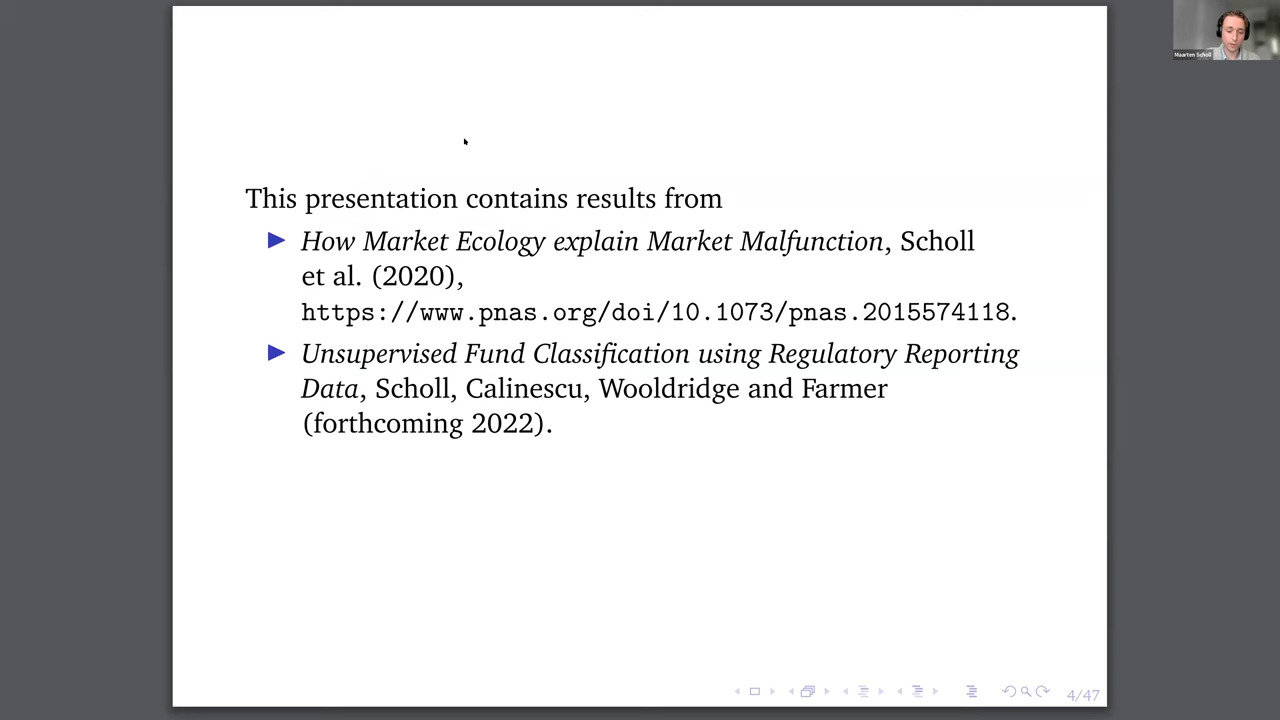 Maarten Scholl
This presentation contains results from
How Market Ecology explain Market Malfunction, Scholl
et al. (2020),
https://www.pnas.org/doi/10.1073/pnas.2015574118.
Unsupervised Fund Classification using Regulatory Reporting
Data, Scholl, Calinescu, Wooldridge and Farmer
(forthcoming 2022).
4/47